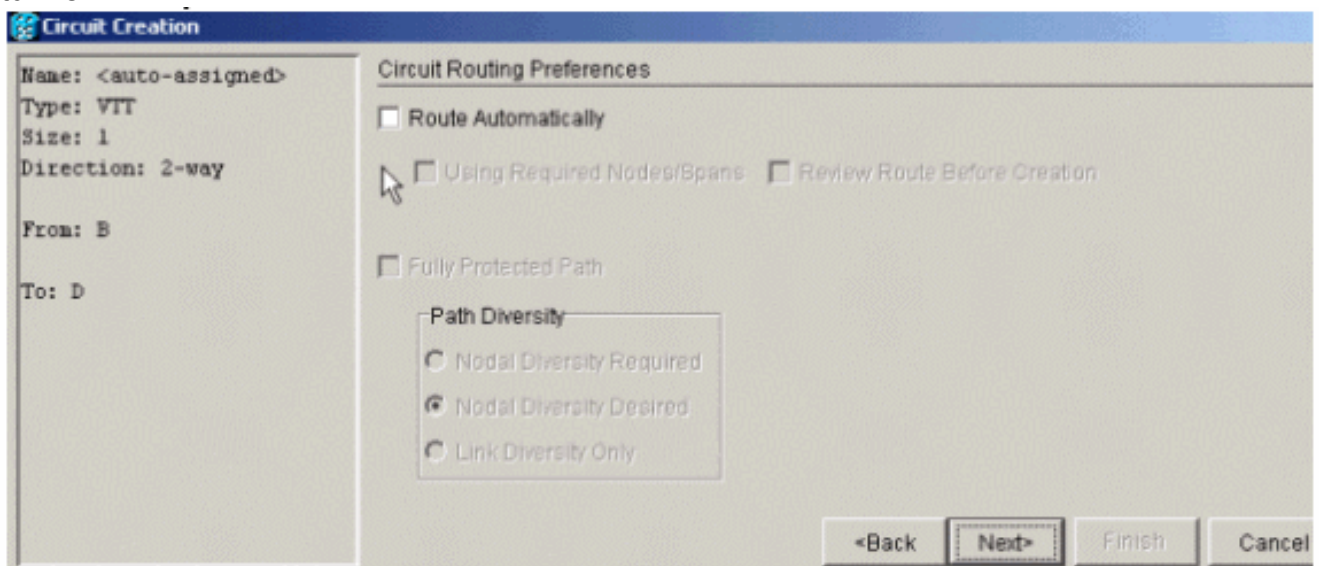 Circuit Creation
Name: <auto-assigned>
Type: VTT
Size: 1
Direction: 2-way
From: B
To: D
Circuit Routing Preferences
Route Automatically
Using Required Nodes/Spans Review Route Before Creation
Fully Protected Path
Path Diversity
Nodal Diversity Required
Nodal Diversity Desired
Link Diversity Only
<Back Next> Finish Cancel